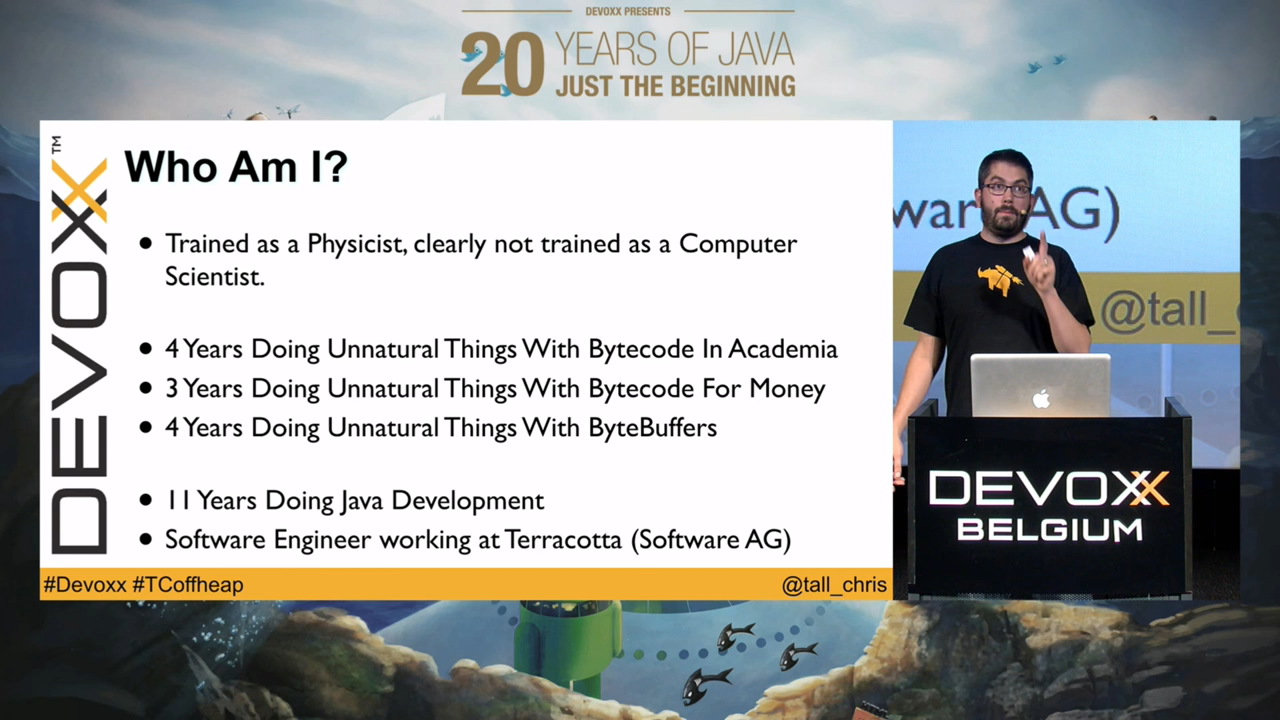 DEVOXX PRESENTS
20 YEARS OF JAVA
JUST THE BEGINNING
DEVOXX™
Who Am I?
• Trained as a Physicist, clearly not trained as a Computer
Scientist.
• 4 Years Doing Unnatural Things With Bytecode In Academia
• 3 Years Doing Unnatural Things With Bytecode For Money
• 4 Years Doing Unnatural Things With ByteBuffers
• 11 Years Doing Java Development
• Software Engineer working at Terracotta (Software AG)
#Devoxx #TCoffheap @tall_chris
AG)
@tall_
DEVOXX
BELGIUM